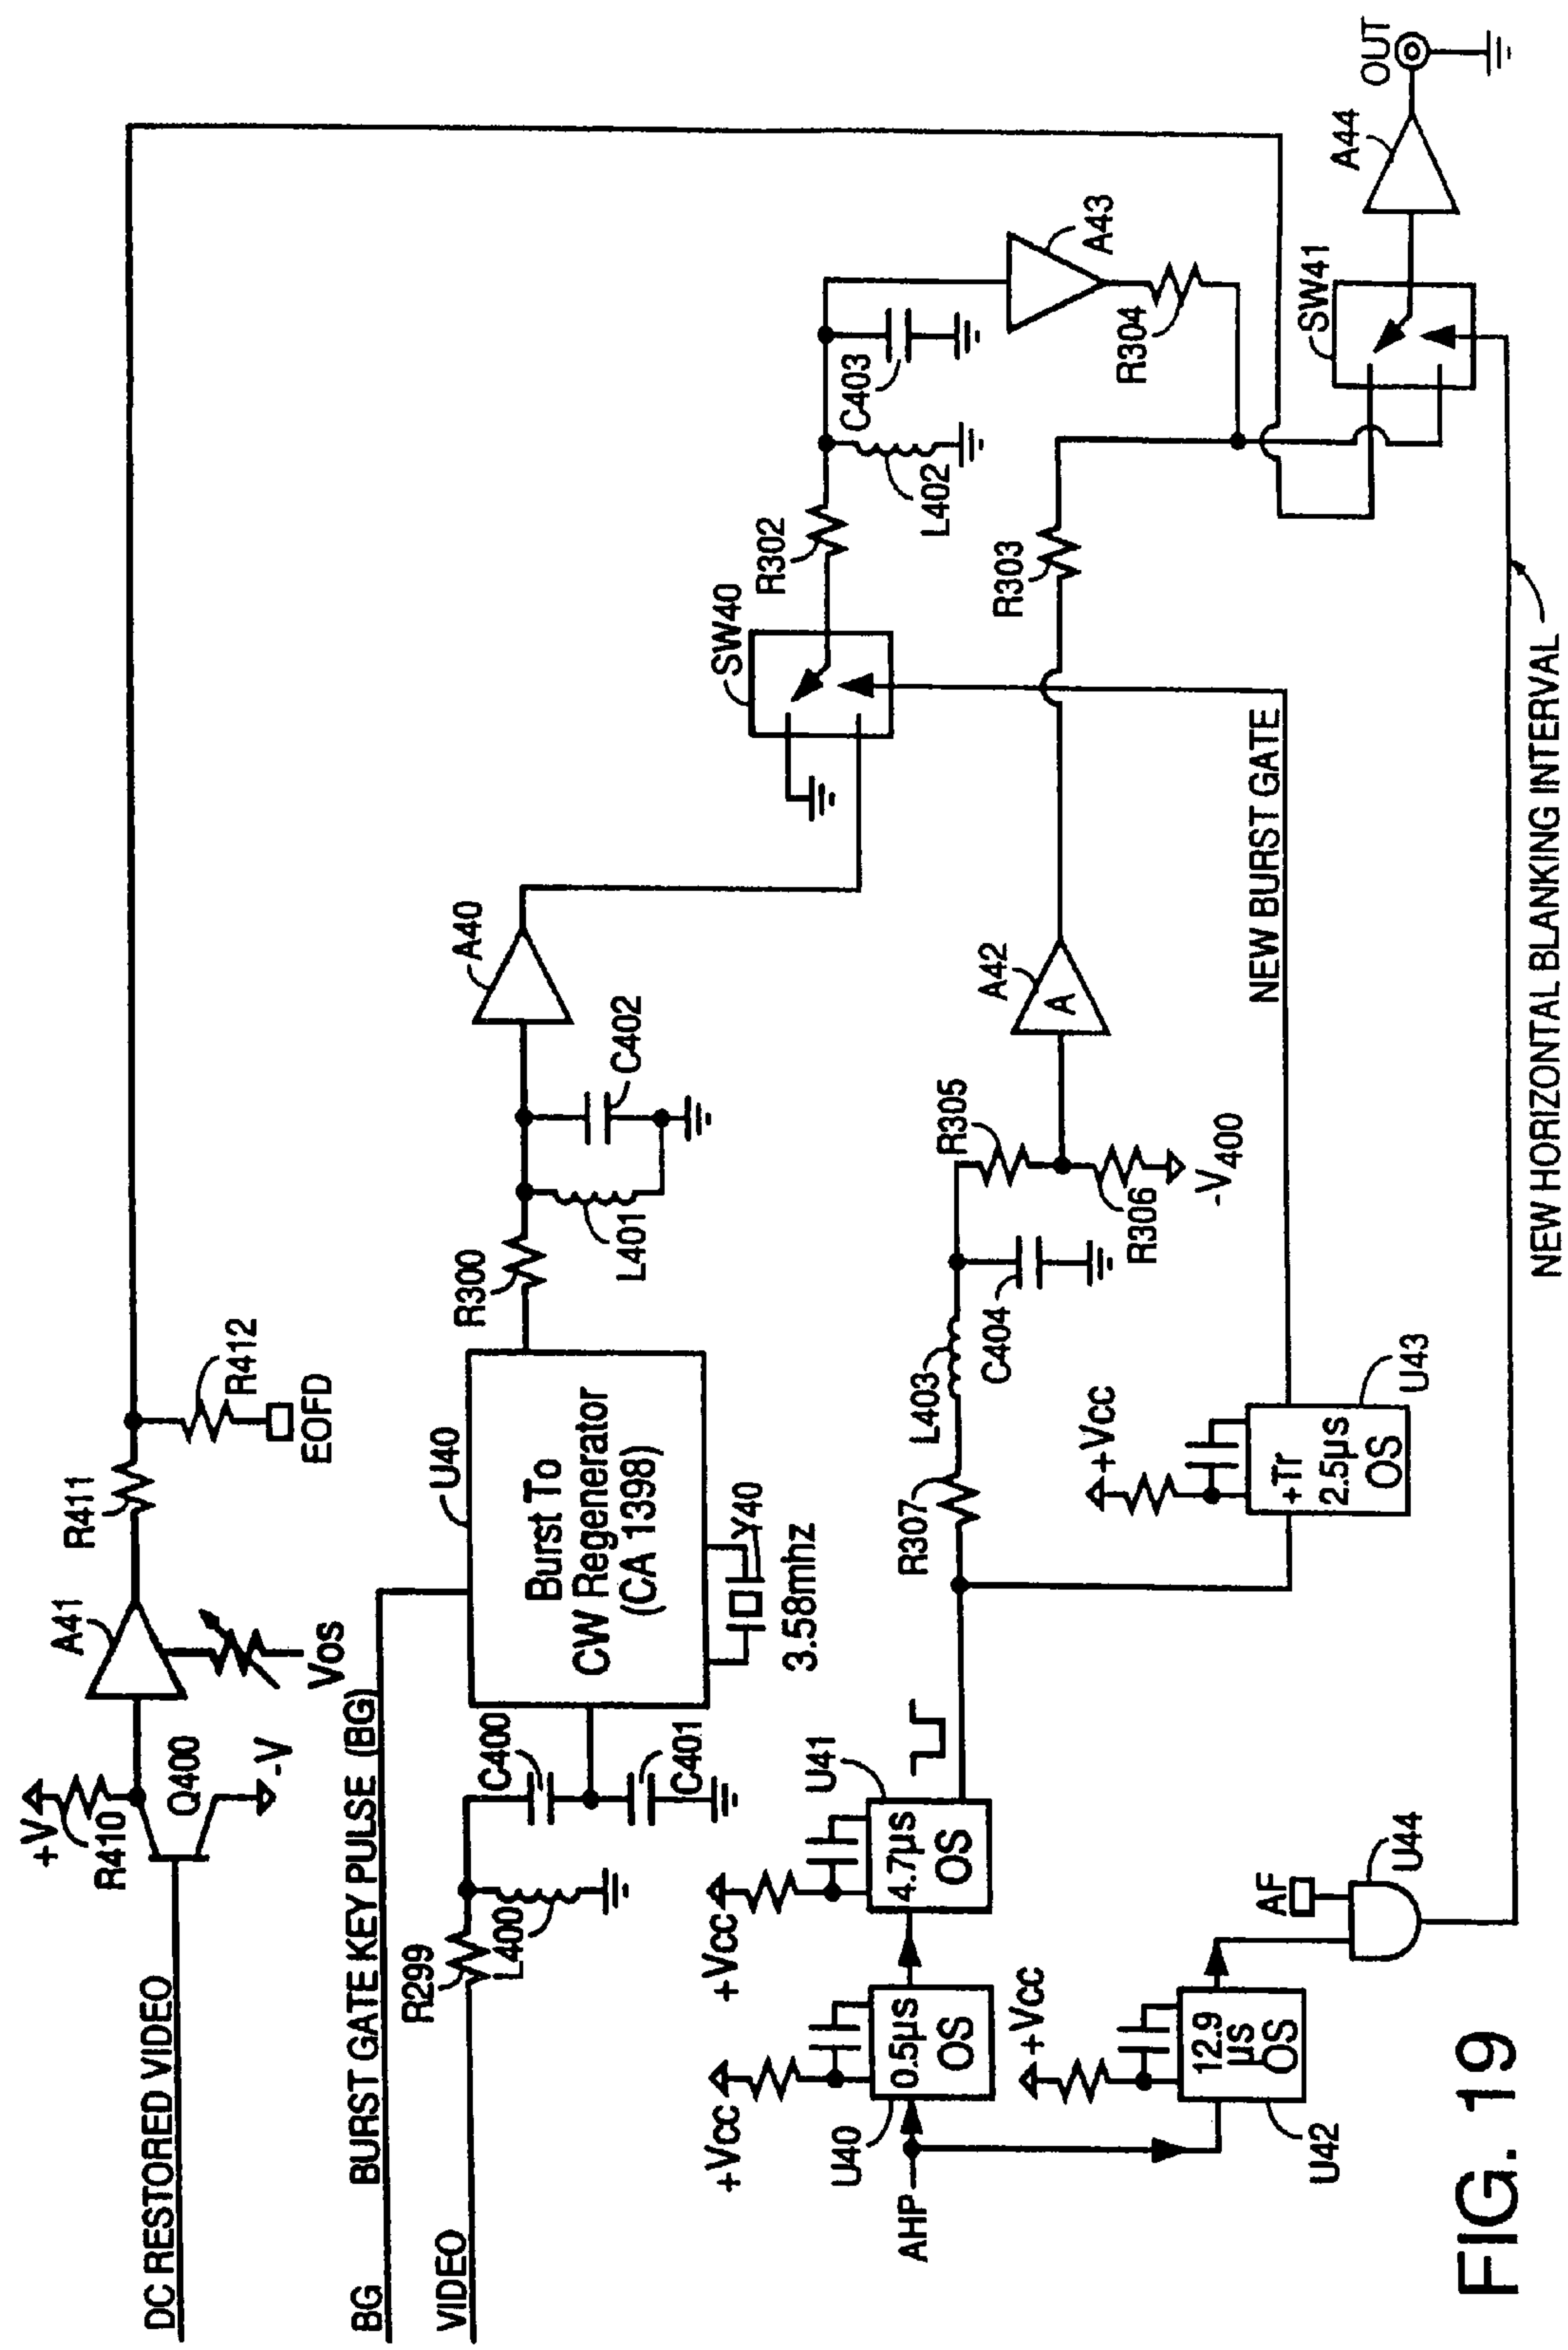 DC RESTORED VIDEO
+V
R410
Q400
-V
A41
Vos
R411
R412
EOFD
BG
BURST GATE KEY PULSE (BG)
VIDEO
R299
L400
C400
C401
U40
Burst To
CW Regenerator
(CA 1398)
Y40
3.58mhz
R300
L401
C402
A40
SW40
R302
L402
C403
A43
R304
AHP
+Vcc
U40
0.5µs
OS
+Vcc
4.7µs
OS
U41
R307
L403
C404
R305
R306
-V400
A42
A
R303
+Vcc
12.9
µs
OS
U42
AF
U44
+Vcc
+Tr
2.5µs
OS
U43
NEW BURST GATE
NEW HORIZONTAL BLANKING INTERVAL
SW41
A44
OUT
FIG. 19